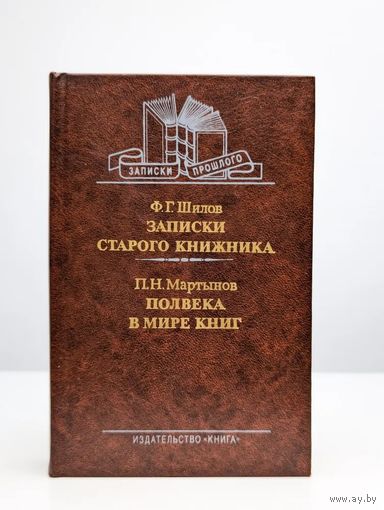 ЗАПИСКИ ПРОШЛОГО
Ф. Г. Шилов
ЗАПИСКИ
СТАРОГО КНИЖНИКА
П.Н. Мартынов
ПОЛВЕКА
В МИРЕ КНИГ
ИЗДАТЕЛЬСТВО «КНИГА»
www.ay.by